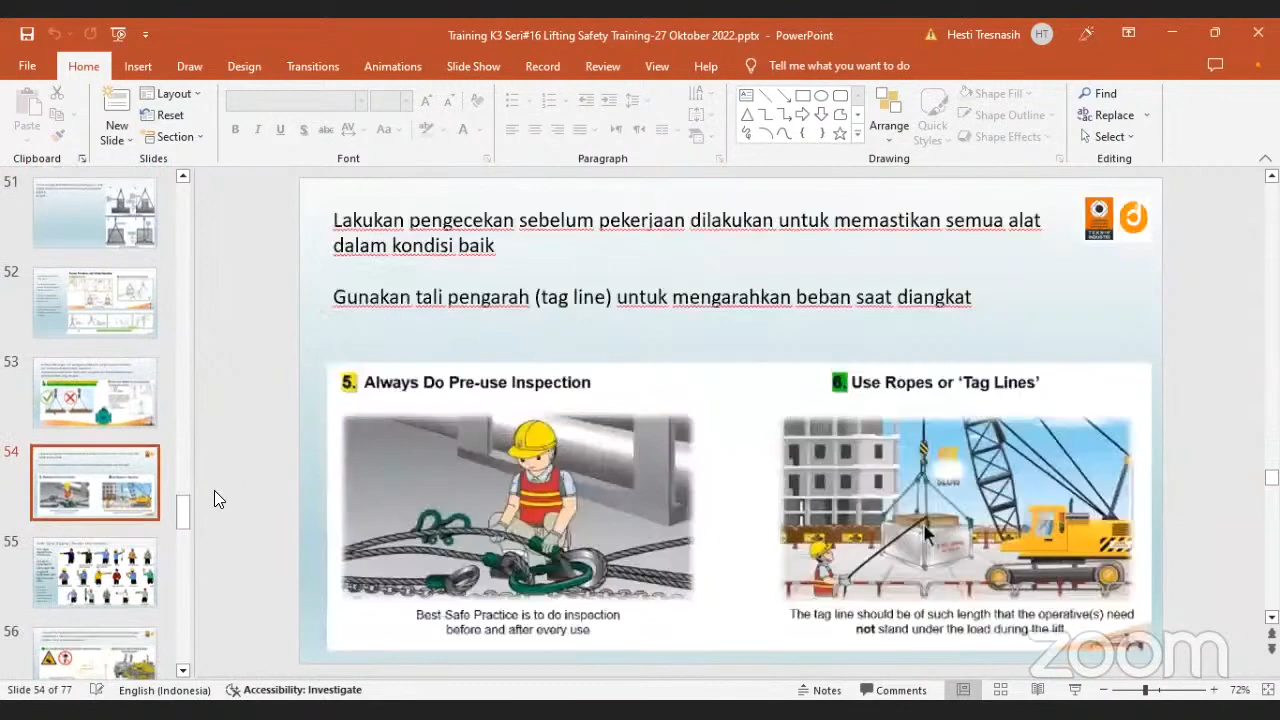 Training K3 Seri#16 Lifting Safety Training-27 Oktober 2022.pptx - PowerPoint
Hesti Tresnasih
HT
File
Home
Insert
Draw
Design
Transitions
Animations
Slide Show
Record
Review
View
Help
Tell me what you want to do
Paste
New
Slide
Layout
Reset
Section
B I U S abc AV Aa A
Arrange
Quick
Styles
Shape Fill
Shape Outline
Shape Effects
Find
Replace
Select
Clipboard
Slides
Font
Paragraph
Drawing
Editing
51
52
53
54
55
56
Lakukan pengecekan sebelum pekerjaan dilakukan untuk memastikan semua alat
dalam kondisi baik
Gunakan tali pengarah (tag line) untuk mengarahkan beban saat diangkat
TEKNIK
INDUSTRI
5. Always Do Pre-use Inspection
6. Use Ropes or ‘Tag Lines’
SLOW
Best Safe Practice is to do inspection
before and after every use
The tag line should be of such length that the operative(s) need
not stand under the load during the lift
zoom
Slide 54 of 77
English (Indonesia)
Accessibility: Investigate
Notes
Comments
72%